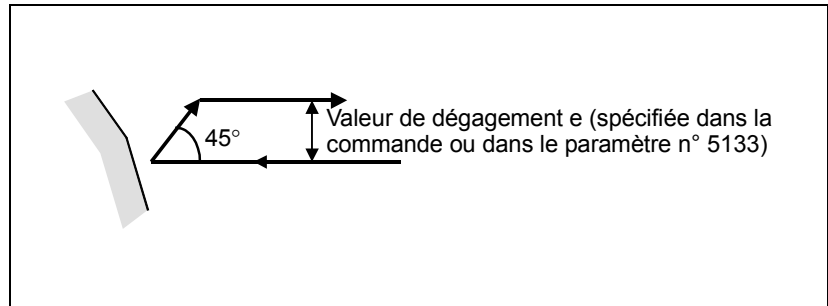 Valeur de dégagement e (spécifiée dans la
45°
commande ou dans le paramètre n° 5133)